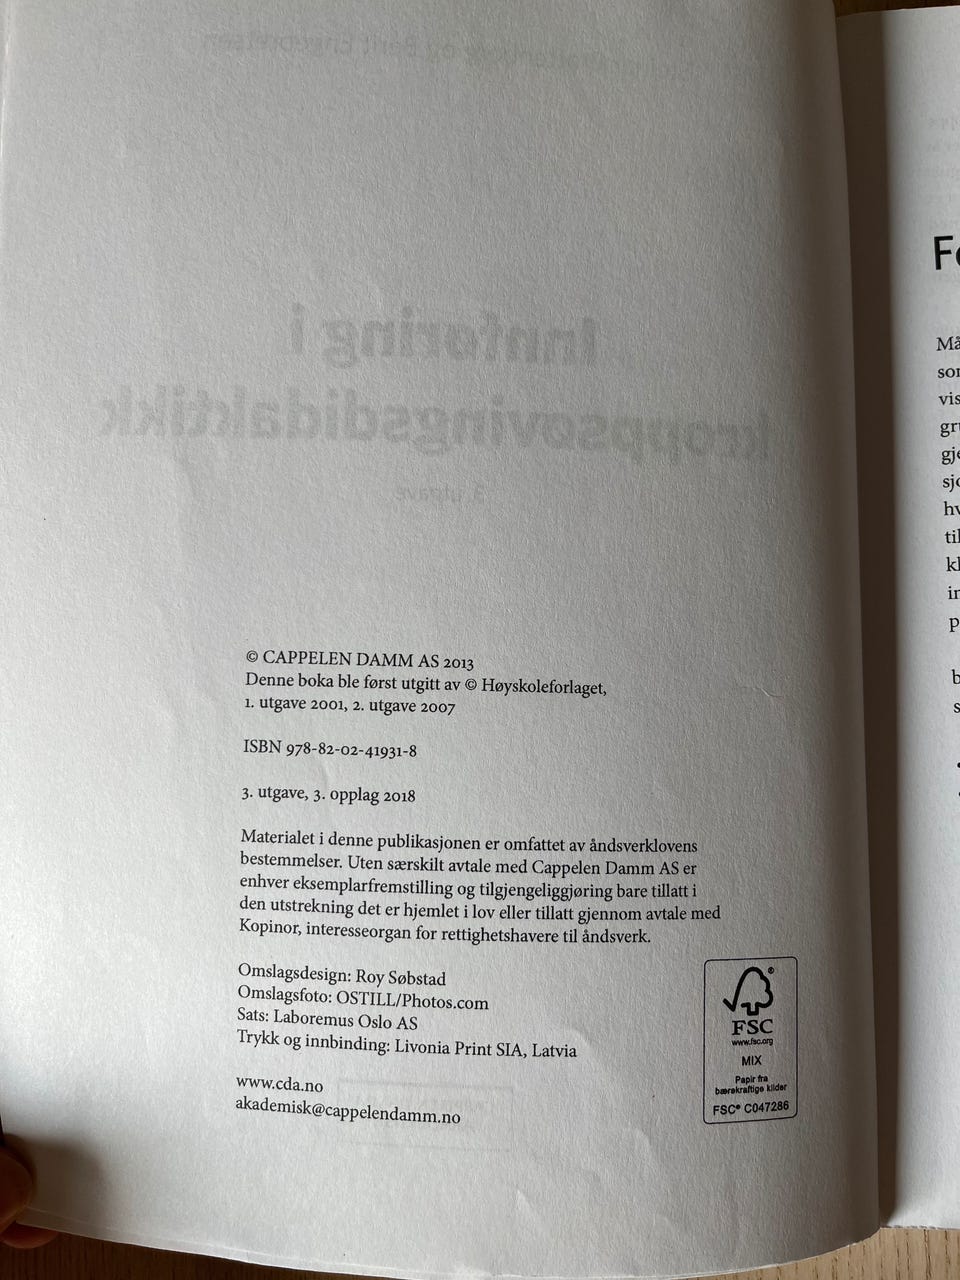 © CAPPELEN DAMM AS 2013
Denne boka ble først utgitt av © Høyskoleforlaget,
1. utgave 2001, 2. utgave 2007
ISBN 978-82-02-41931-8
3. utgave, 3. opplag 2018
Materialet i denne publikasjonen er omfattet av åndsverklovens
bestemmelser. Uten særskilt avtale med Cappelen Damm AS er
enhver eksemplarfremstilling og tilgjengeliggjøring bare tillatt i
den utstrekning det er hjemlet i lov eller tillatt gjennom avtale med
Kopinor, interesseorgan for rettighetshavere til åndsverk.
Omslagsdesign: Roy Søbstad
Omslagsfoto: OSTILL/Photos.com
Sats: Laboremus Oslo AS
Trykk og innbinding: Livonia Print SIA, Latvia
www.cda.no
akademisk@cappelendamm.no
®
FSC
www.fsc.org
MIX
Papir fra
bærekraftige kilder
FSC® C047286
Innføring i
kroppsøvingsdidaktikk
3. utgave